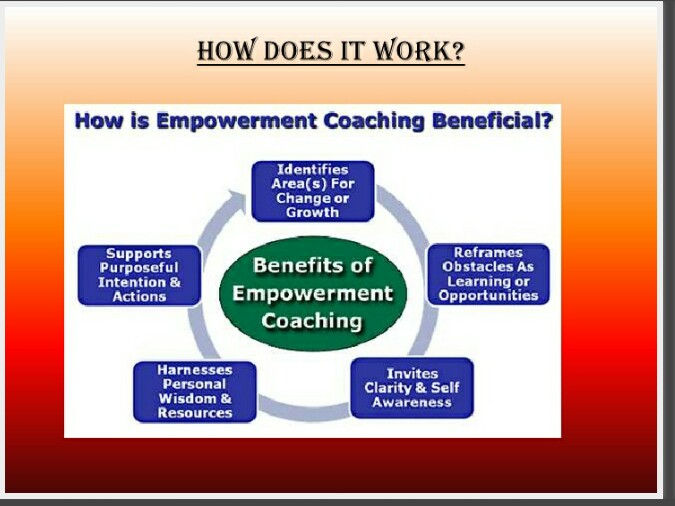 HOW DOES IT WORK?
How is Empowerment Coaching Beneficial?
Identifies
Area(s) For
Change or
Growth
Reframes
Obstacles As
Learning or
Opportunities
Invites
Clarity & Self
Awareness
Harnesses
Personal
Wisdom &
Resources
Supports
Purposeful
Intention &
Actions
Benefits of
Empowerment
Coaching